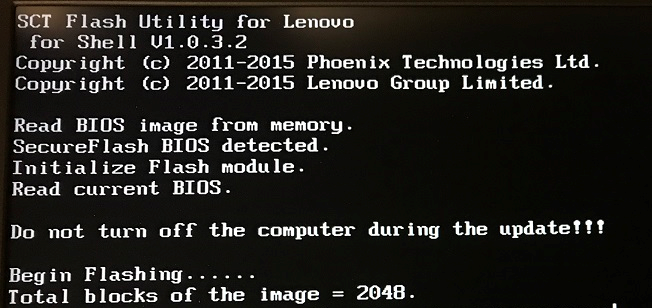 SCT Flash Utility for Lenovo
for Shell V1.0.3.2
Copyright (c) 2011-2015 Phoenix Technologies Ltd.
Copyright (c) 2011-2015 Lenovo Group Limited.
Read BIOS image from memory.
SecureFlash BIOS detected.
Initialize Flash module.
Read current BIOS.
Do not turn off the computer during the update!!!
Begin Flashing......
Total blocks of the image = 2048.